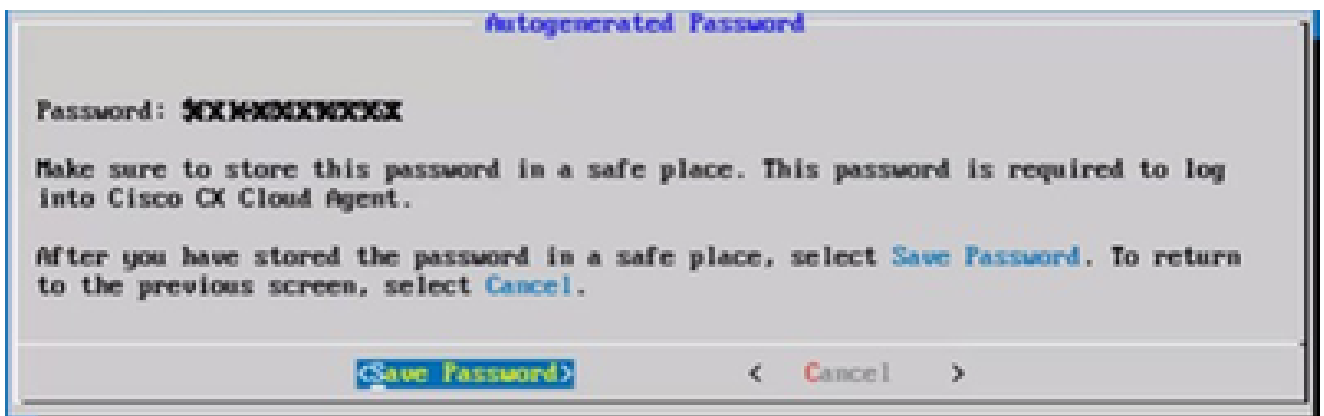 Autogenerated Password
Password:
Make sure to store this password in a safe place. This password is required to log
into Cisco CX Cloud Agent.
After you have stored the password in a safe place, select Save Password. To return
to the previous screen, select Cancel.
<Save Password> < Cancel >